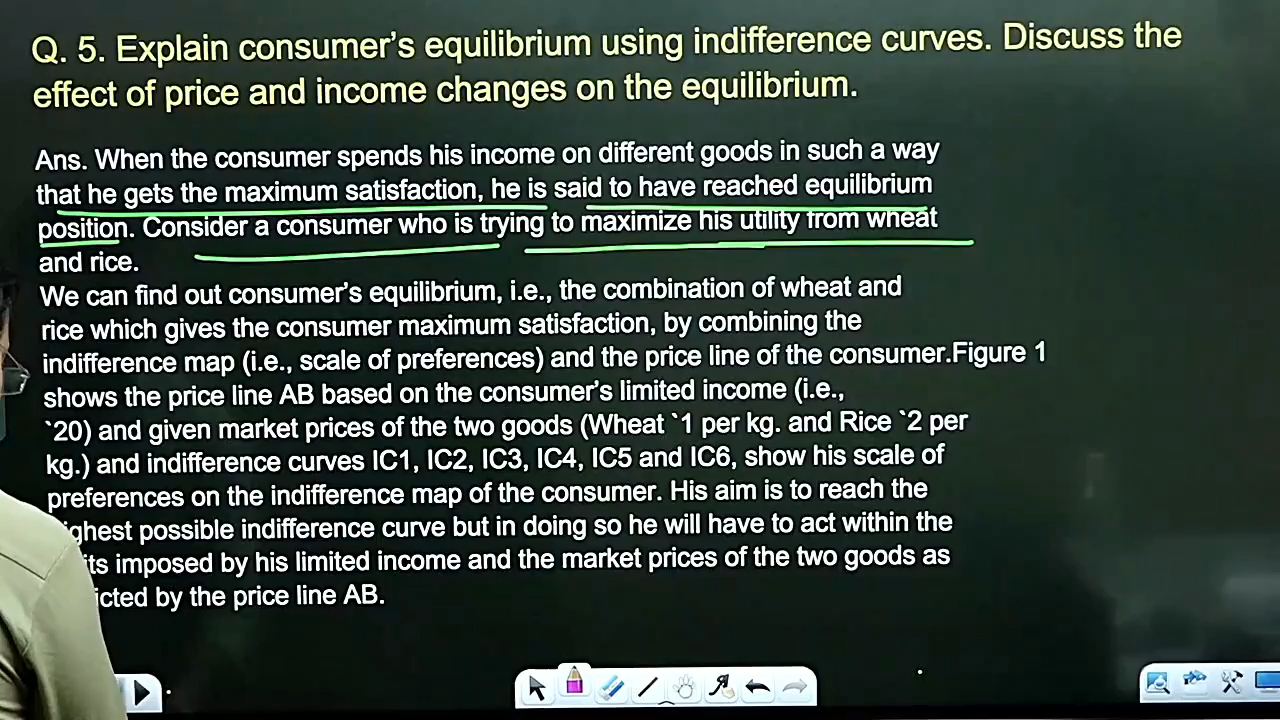 Q. 5. Explain consumer's equilibrium using indifference curves. Discuss the
effect of price and income changes on the equilibrium.
Ans. When the consumer spends his income on different goods in such a way
that he gets the maximum satisfaction, he is said to have reached equilibrium
position. Consider a consumer who is trying to maximize his utility from wheat
and rice.
We can find out consumer's equilibrium, i.e., the combination of wheat and
rice which gives the consumer maximum satisfaction, by combining the
indifference map (i.e., scale of preferences) and the price line of the consumer.Figure 1
shows the price line AB based on the consumer's limited income (i.e.,
`20) and given market prices of the two goods (Wheat `1 per kg. and Rice `2 per
kg.) and indifference curves IC1, IC2, IC3, IC4, IC5 and IC6, show his scale of
preferences on the indifference map of the consumer. His aim is to reach the
possible indifference curve but in doing so he will have to act within the
imposed by his limited income and the market prices of the two goods as
by the price line AB.